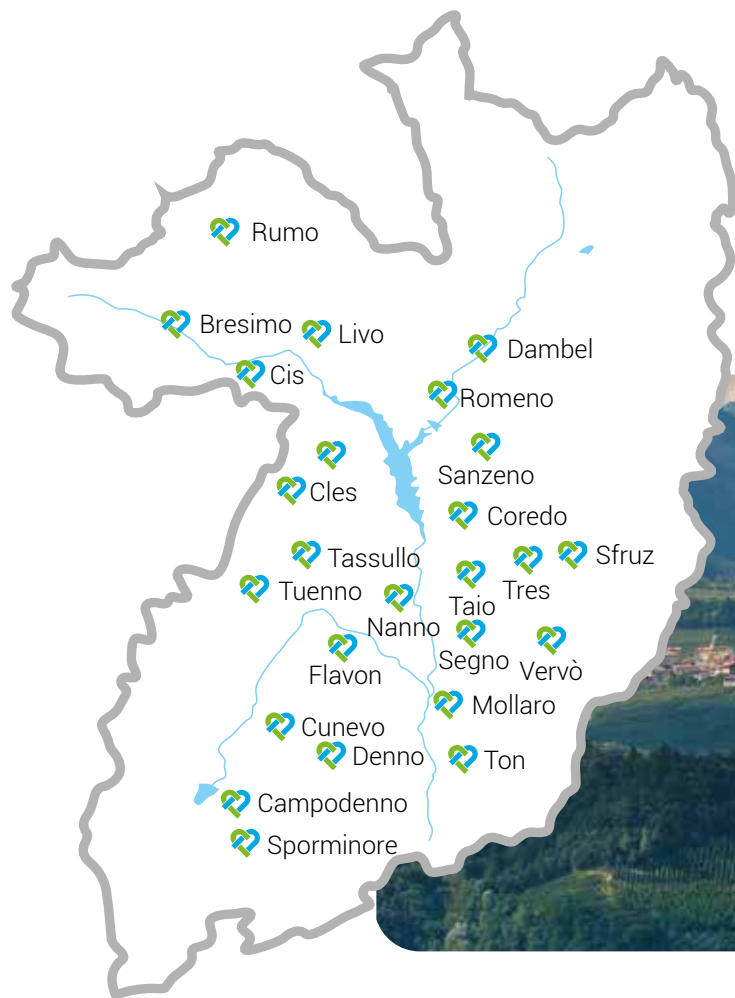 Rumo
Bresimo
Livo
Cis
Dambel
Romeno
Sanzeno
Cles
Coredo
Tassullo
Sfruz
Tres
Tuenno
Taio
Nanno
Segno
Vervò
Flavon
Mollaro
Cunevo
Denno
Ton
Campodenno
Sporminore